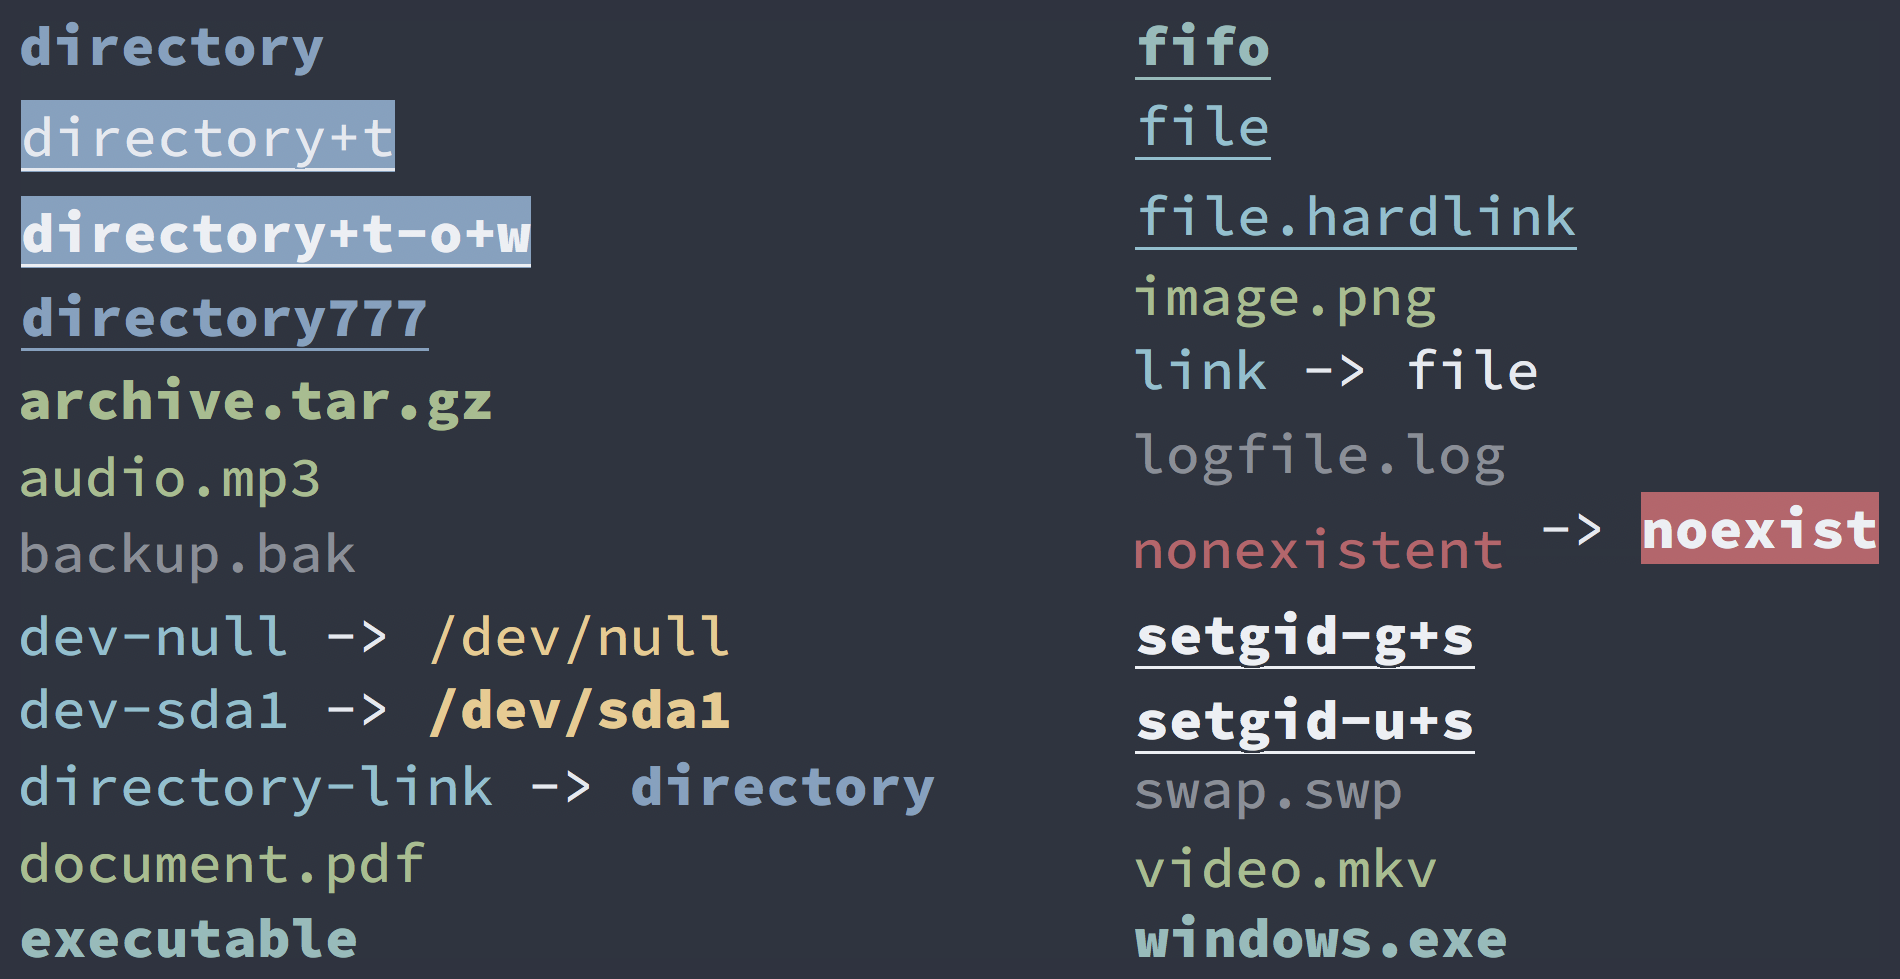 directory
directory+t
directory+t-o+w
directory777
archive.tar.gz
audio.mp3
backup.bak
dev-null -> /dev/null
dev-sda1 -> /dev/sda1
directory-link -> directory
document.pdf
executable
fifo
file
file.hardlink
image.png
link -> file
logfile.log
nonexistent -> noexist
setgid-g+s
setgid-u+s
swap.swp
video.mkv
windows.exe